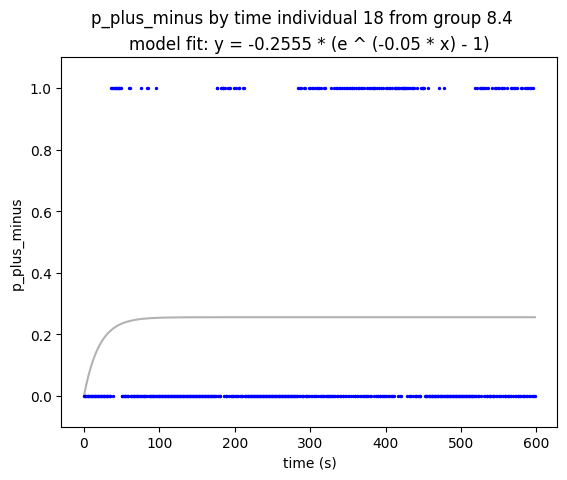 p_plus_minus by time individual 18 from group 8.4
model fit: y = -0.2555 * (e ^ (-0.05 * x) - 1)
1.0
0.8
0.6
0.4
0.2
0.0
p_plus_minus
0 100 200 300 400 500 600
time (s)